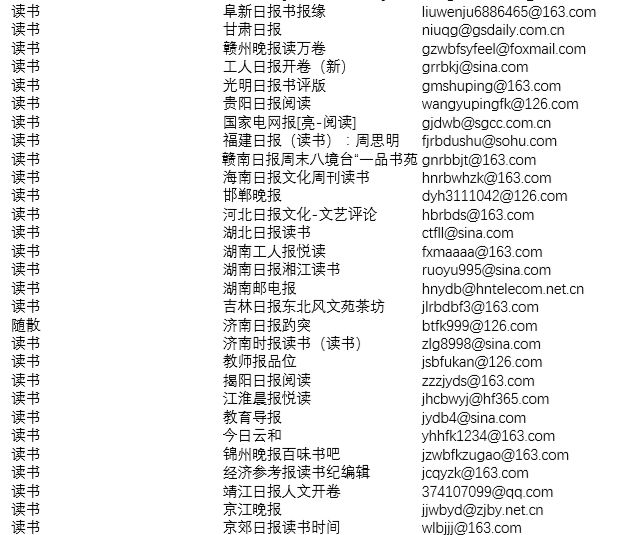 读书 阜新日报书报缘 liuwenju6886465@163.com
读书 甘肃日报 niuqg@gsdaily.com.cn
读书 赣州晚报读万卷 gzwbfsyfeel@foxmail.com
读书 工人日报开卷（新） grrbkj@sina.com
读书 光明日报书评版 gmshuping@163.com
读书 贵阳日报阅读 wangyupingfk@126.com
读书 国家电网报[亮-阅读] gjdwb@sgcc.com.cn
读书 福建日报（读书）：周思明 fjrbdushu@sohu.com
读书 赣南日报周末八境台“一品书苑 gnrbbjt@163.com
读书 海南日报文化周刊读书 hnrbwhzk@163.com
读书 邯郸晚报 dyh3111042@126.com
读书 河北日报文化-文艺评论 hbrbds@163.com
读书 湖北日报读书 ctfll@sina.com
读书 湖南工人报悦读 fxmaaaa@163.com
读书 湖南日报湘江读书 ruoyu995@sina.com
读书 湖南邮电报 hnydb@hntelecom.net.cn
读书 吉林日报东北风文苑茶坊 jlrbdbf3@163.com
随散 济南日报趵突 btfk999@126.com
读书 济南时报读书（读书） zlg8998@sina.com
读书 教师报品位 jsbfukan@126.com
读书 揭阳日报阅读 zzzjyds@163.com
读书 江淮晨报悦读 jhcbwyj@hf365.com
读书 教育导报 jydb4@sina.com
读书 今日云和 yhhfk1234@163.com
读书 锦州晚报百味书吧 jzwbfkzugao@163.com
读书 经济参考报读书纪编辑 jcqyzk@163.com
读书 靖江日报人文开卷 374107099@qq.com
读书 京江晚报 jjwbyd@zjby.net.cn
读书 京郊日报读书时间 wlbjjj@163.com